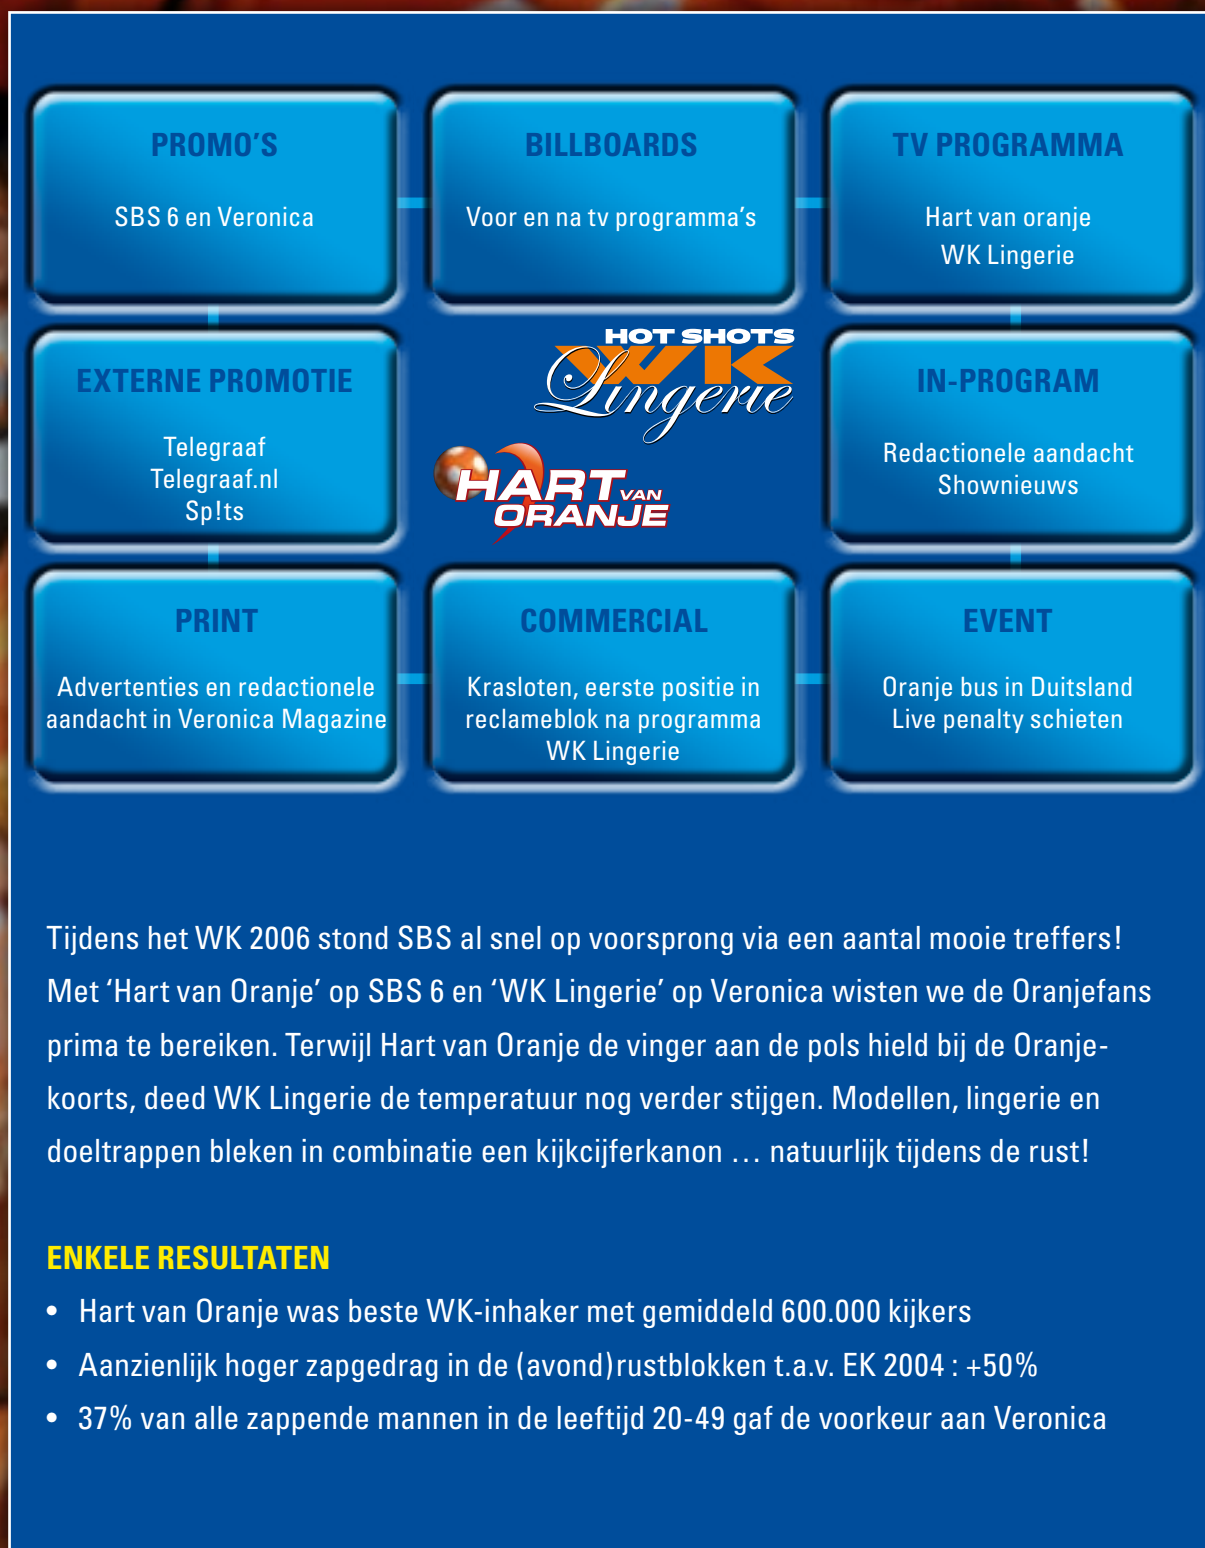 PROMO'S
SBS 6 en Veronica
BILLBOARDS
Voor en na tv programma's
TV PROGRAMMA
Hart van oranje
WK Lingerie
EXTERNE PROMOTIE
Telegraaf
Telegraaf.nl
Sp!ts
HOT SHOTS
WK
Lingerie
HART VAN
ORANJE
IN-PROGRAM
Redactionele aandacht
Shownieuws
PRINT
Advertenties en redactionele
aandacht in Veronica Magazine
COMMERCIAL
Krasloten, eerste positie in
reclameblok na programma
WK Lingerie
EVENT
Oranje bus in Duitsland
Live penalty schieten
Tijdens het WK 2006 stond SBS al snel op voorsprong via een aantal mooie treffers!
Met ‘Hart van Oranje’ op SBS 6 en ‘WK Lingerie’ op Veronica wisten we de Oranjefans
prima te bereiken. Terwijl Hart van Oranje de vinger aan de pols hield bij de Oranje-
koorts, deed WK Lingerie de temperatuur nog verder stijgen. Modellen, lingerie en
doeltrappen bleken in combinatie een kijkcijferkanon … natuurlijk tijdens de rust!
ENKELE RESULTATEN
• Hart van Oranje was beste WK-inhaker met gemiddeld 600.000 kijkers
• Aanzienlijk hoger zapgedrag in de (avond)rustblokken t.a.v. EK 2004 : +50%
• 37% van alle zappende mannen in de leeftijd 20-49 gaf de voorkeur aan Veronica